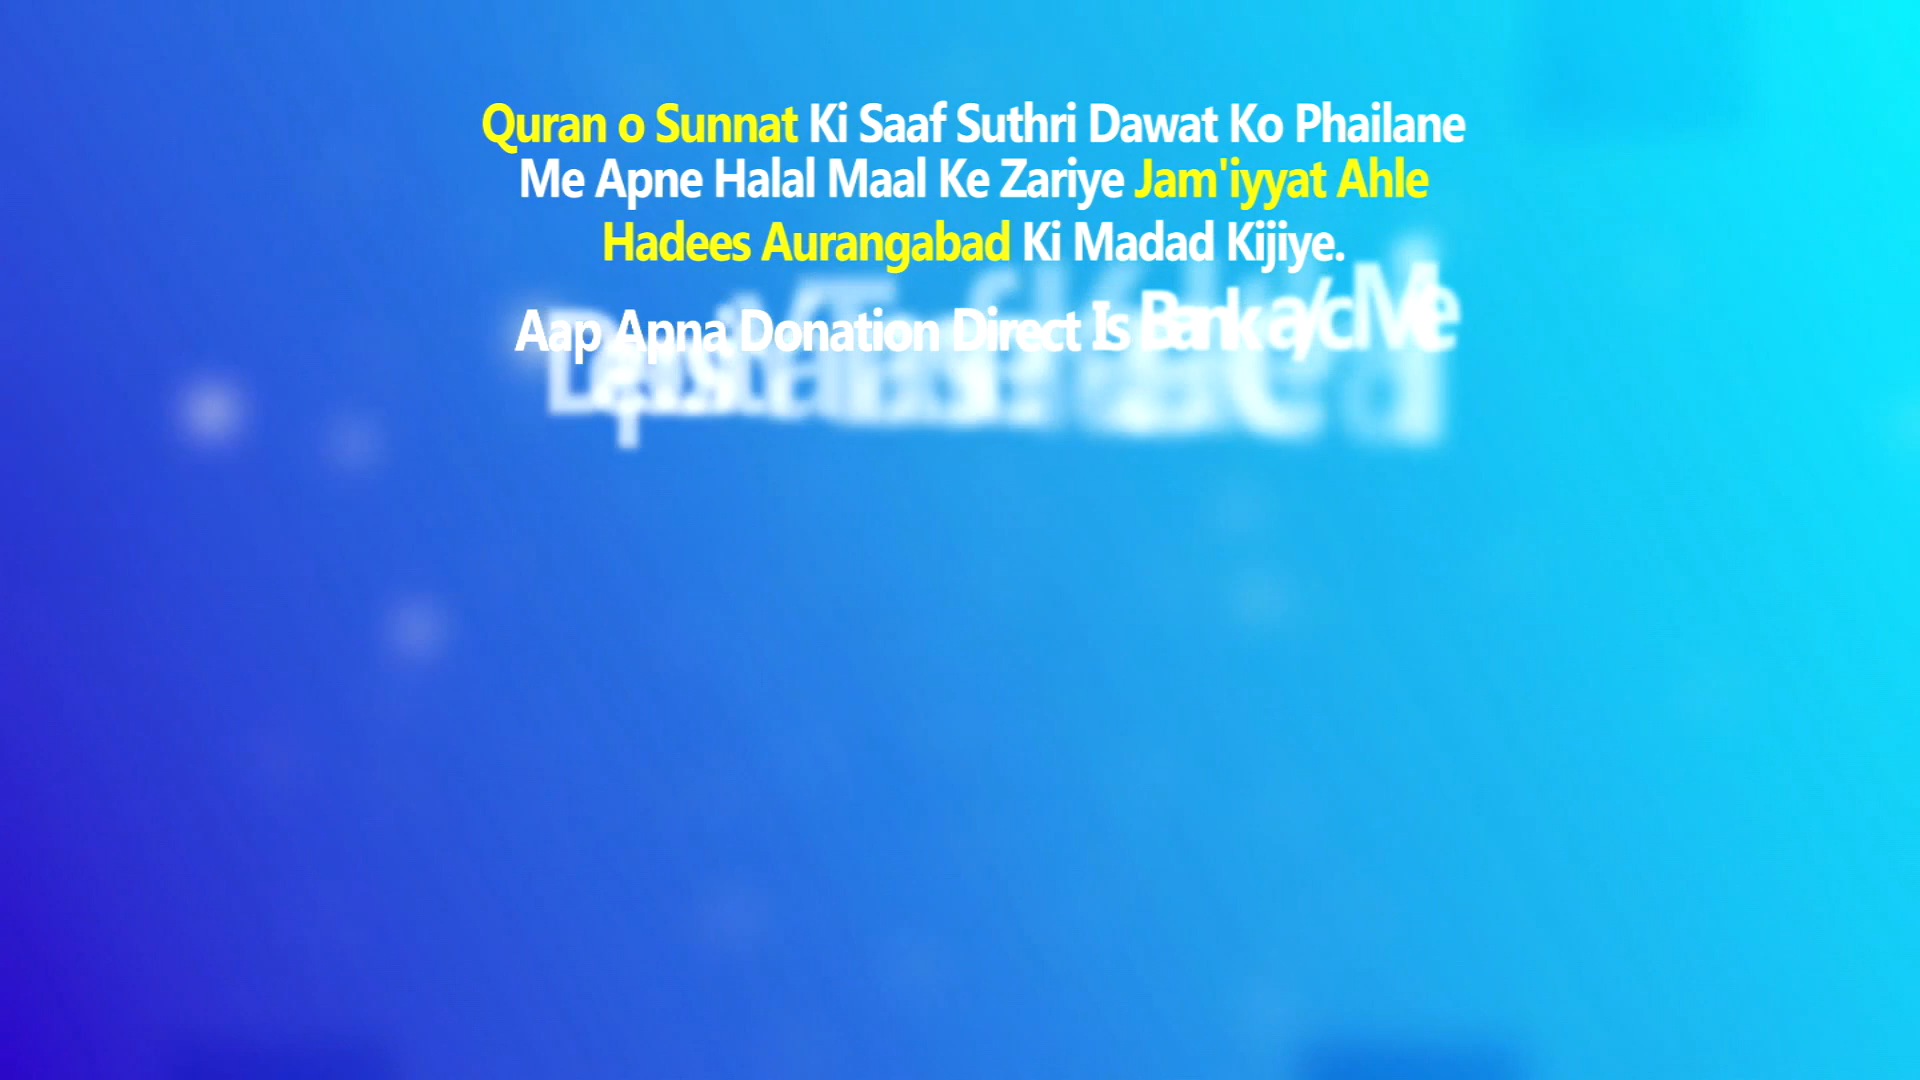 Quran o Sunnat Ki Saaf Suthri Dawat Ko Phailane
Me Apne Halal Maal Ke Zariye Jam'iyyat Ahle
Hadees Aurangabad Ki Madad Kijiye.
Aap Apna Donation Direct Is Bank a/c Me